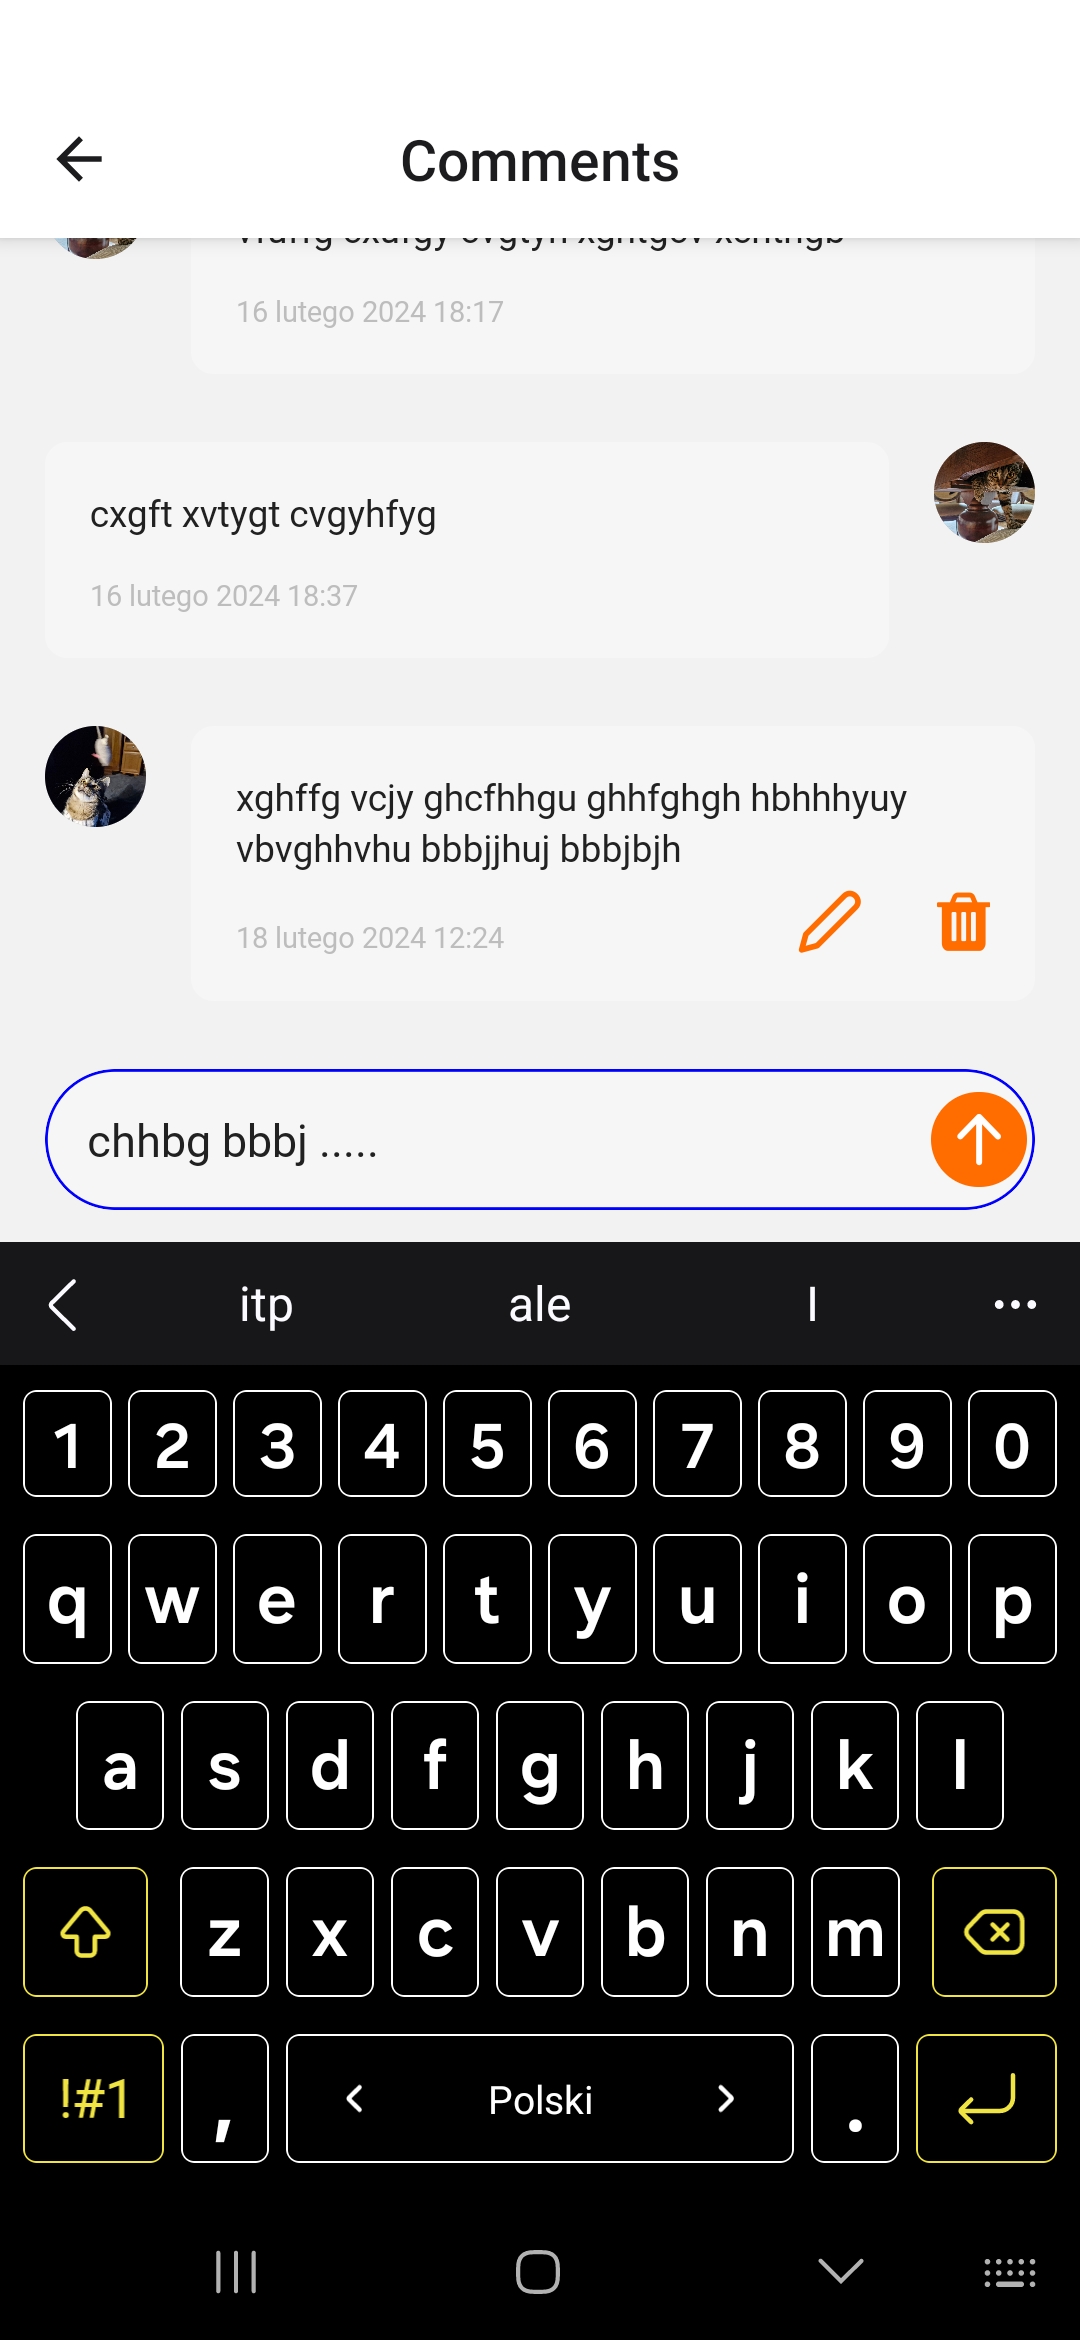 Comments
16 lutego 2024 18:17
cxgft xvtygt cvgyhfyg
16 lutego 2024 18:37
xghffg vcjy ghcfhhgu ghhfghgh hbhhhyuy
vbvghhvhu bbbjjhuj bbbjbjh
18 lutego 2024 12:24
chhbg bbbj .....
itp ale I ...
1 2 3 4 5 6 7 8 9 0
q w e r t y u i o p
a s d f g h j k l
z x c v b n m
!#1 , Polski .